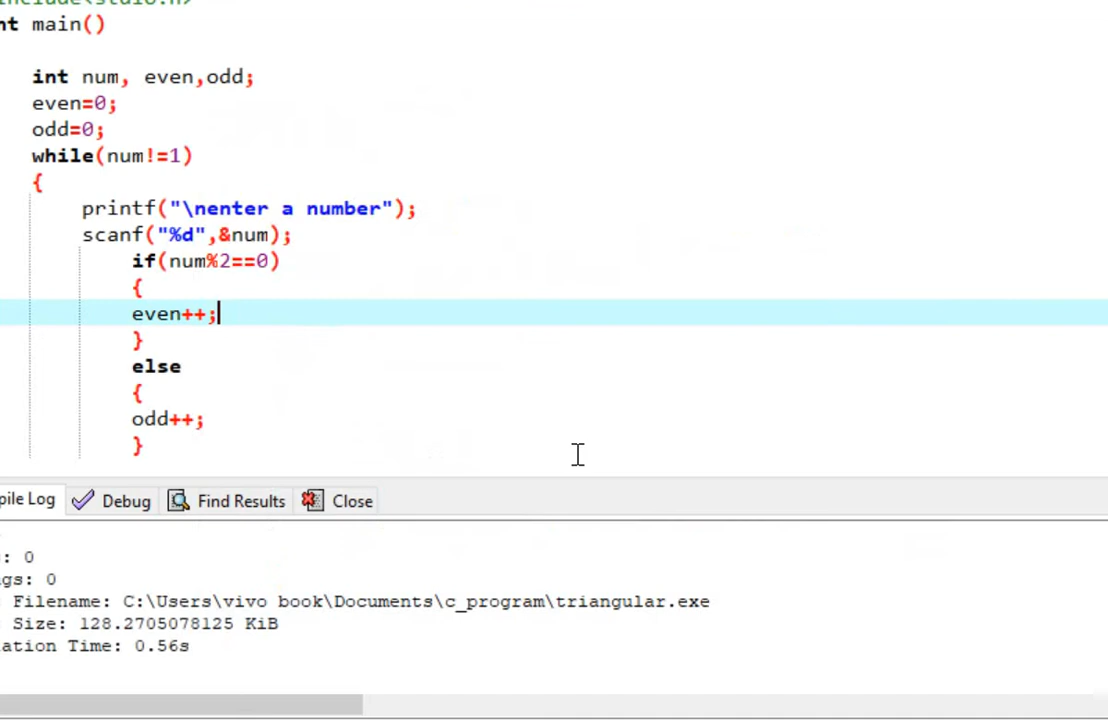 include<stdio.h>
nt main()
int num, even,odd;
even=0;
odd=0;
while(num!=1)
{
printf("\nenter a number");
scanf("%d",&num);
if(num%2==0)
{
even++;
}
else
{
odd++;
}
pile Log Debug Find Results Close
: 0
gs: 0
Filename: C:\Users\vivo book\Documents\c_program\triangular.exe
Size: 128.2705078125 KiB
ation Time: 0.56s